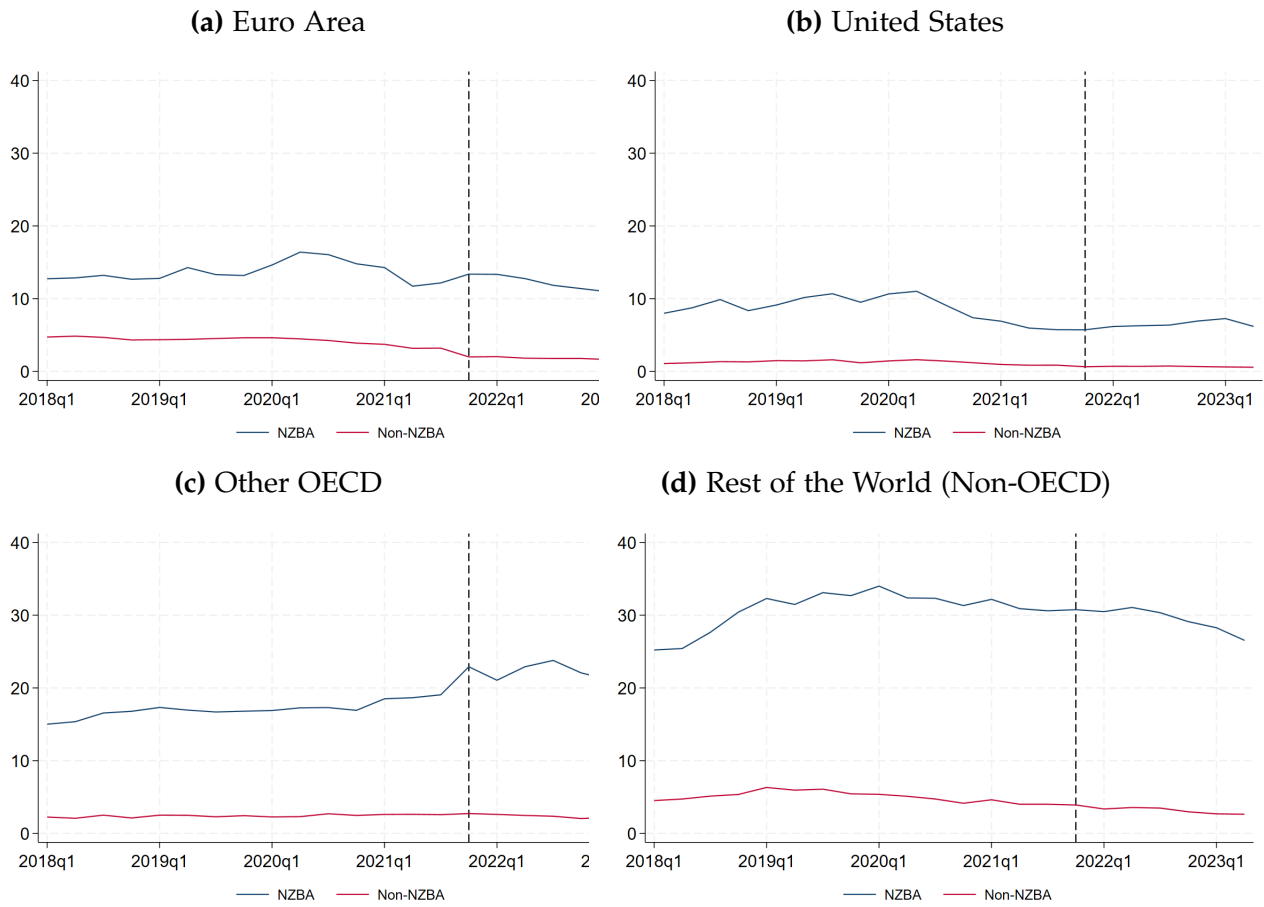 (a) Euro Area
40
30
20
10
0
2018q1 2019q1 2020q1 2021q1 2022q1 20
NZBA Non-NZBA
(b) United States
40
30
20
10
0
2018q1 2019q1 2020q1 2021q1 2022q1 2023q1
NZBA Non-NZBA
(c) Other OECD
40
30
20
10
0
2018q1 2019q1 2020q1 2021q1 2022q1 2
NZBA Non-NZBA
(d) Rest of the World (Non-OECD)
40
30
20
10
0
2018q1 2019q1 2020q1 2021q1 2022q1 2023q1
NZBA Non-NZBA